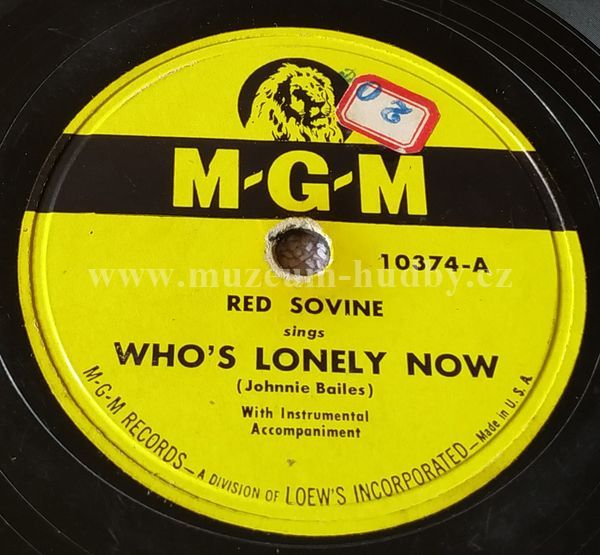 20
M-G-M
10374-A
www.muzeum-hudby.cz
RED SOVINE
sings
WHO'S LONELY NOW
(Johnnie Bailes)
With Instrumental
Accompaniment
M-G-M RECORDS—A DIVISION OF LOEW'S INCORPORATED—Made in U.S.A.